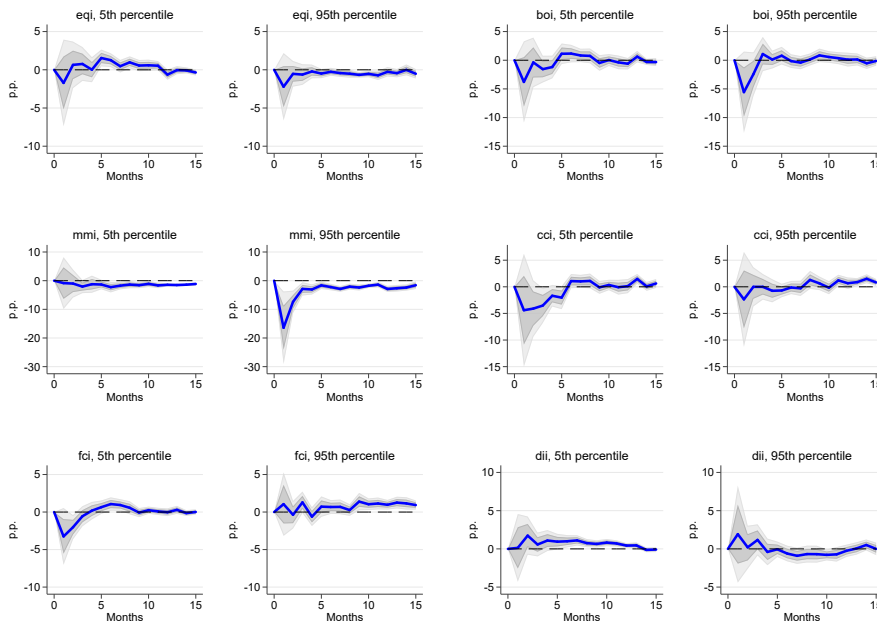 eqi, 5th percentile
5
0
-5
-10
p.p.
0
5
10
15
Months
eqi, 95th percentile
5
0
-5
-10
p.p.
0
5
10
15
Months
boi, 5th percentile
5
0
-5
-10
-15
p.p.
0
5
10
15
Months
boi, 95th percentile
5
0
-5
-10
-15
p.p.
0
5
10
15
Months
mmi, 5th percentile
10
0
-10
-20
-30
p.p.
0
5
10
15
Months
mmi, 95th percentile
10
0
-10
-20
-30
p.p.
0
5
10
15
Months
cci, 5th percentile
5
0
-5
-10
-15
p.p.
0
5
10
15
Months
cci, 95th percentile
5
0
-5
-10
-15
p.p.
0
5
10
15
Months
fci, 5th percentile
5
0
-5
-10
p.p.
0
5
10
15
Months
fci, 95th percentile
5
0
-5
-10
p.p.
0
5
10
15
Months
dii, 5th percentile
10
5
0
-5
p.p.
0
5
10
15
Months
dii, 95th percentile
10
5
0
-5
p.p.
0
5
10
15
Months